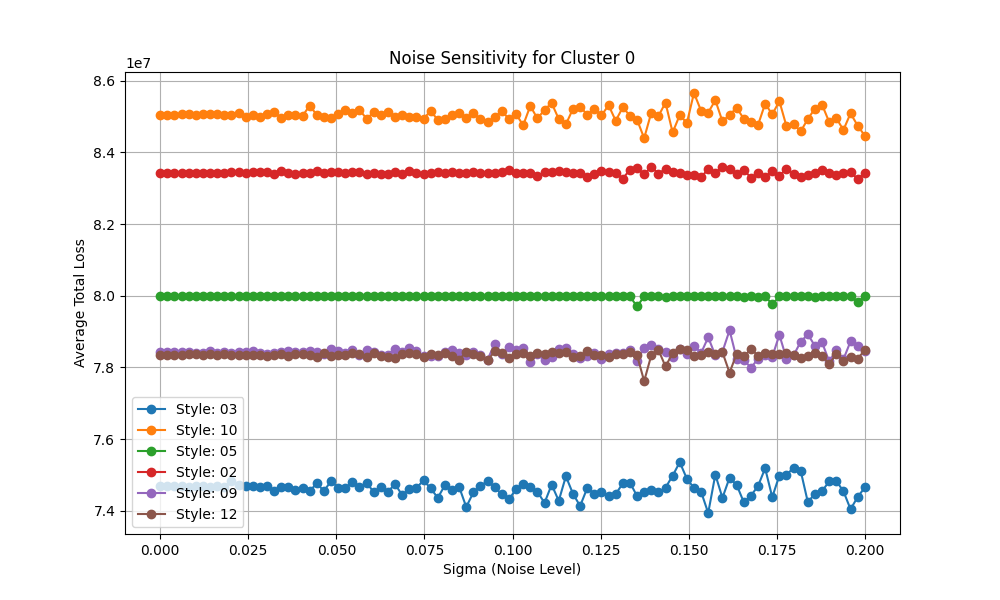 Noise Sensitivity for Cluster 0
1e7
8.6
8.4
8.2
8.0
7.8
7.6
7.4
Average Total Loss
Style: 03
Style: 10
Style: 05
Style: 02
Style: 09
Style: 12
0.000 0.025 0.050 0.075 0.100 0.125 0.150 0.175 0.200
Sigma (Noise Level)